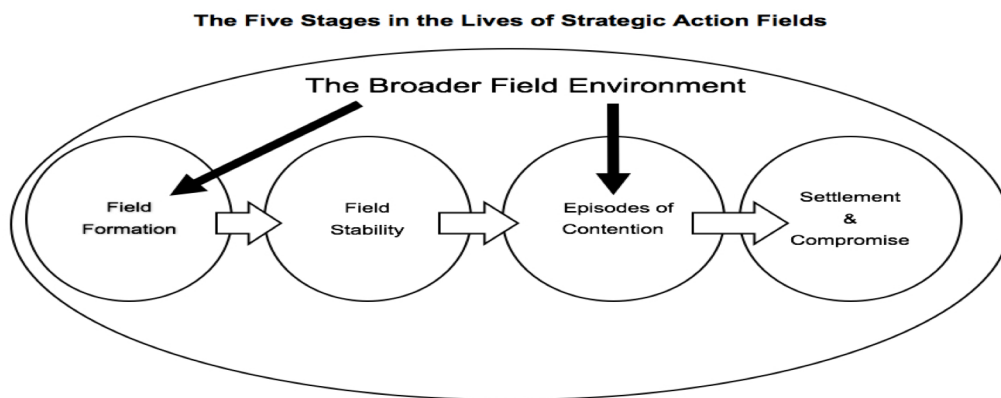 The Five Stages in the Lives of Strategic Action Fields
The Broader Field Environment
Field
Formation
Field
Stability
Episodes of
Contention
Settlement
&
Compromise